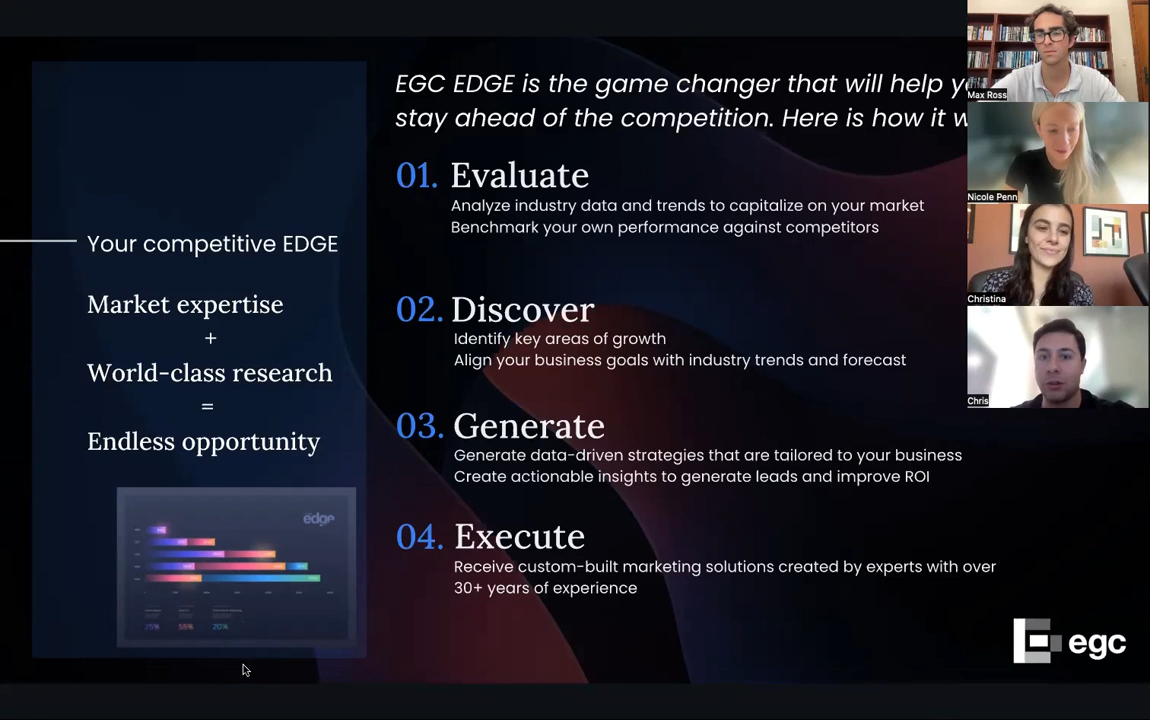 EGC EDGE is the game changer that will help
stay ahead of the competition. Here is how it
01. Evaluate
Analyze industry data and trends to capitalize on your market
Benchmark your own performance against competitors
02. Discover
Identify key areas of growth
Align your business goals with industry trends and forecast
03. Generate
Generate data-driven strategies that are tailored to your business
Create actionable insights to generate leads and improve ROI
04. Execute
Receive custom-built marketing solutions created by experts with over
30+ years of experience
Your competitive EDGE
Market expertise
+
World-class research
=
Endless opportunity
edge
75% 55% 20%
egc
Max Ross
Nicole Penn
Christina
Chris